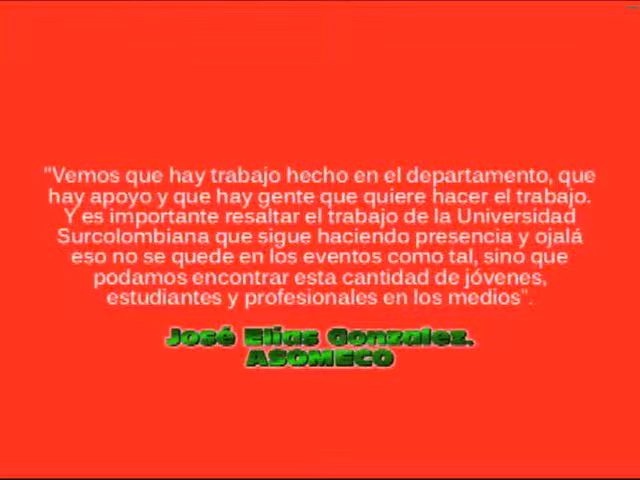 "Vemos que hay trabajo hecho en el departamento, que
hay apoyo y que hay gente que quiere hacer el trabajo.
Y es importante resaltar el trabajo de la Universidad
Surcolombiana que sigue haciendo presencia y ojalá
eso no se quede en los eventos como tal, sino que
podamos encontrar esta cantidad de jóvenes,
estudiantes y profesionales en los medios".
José Elias Gonzalez.
ASOMECO